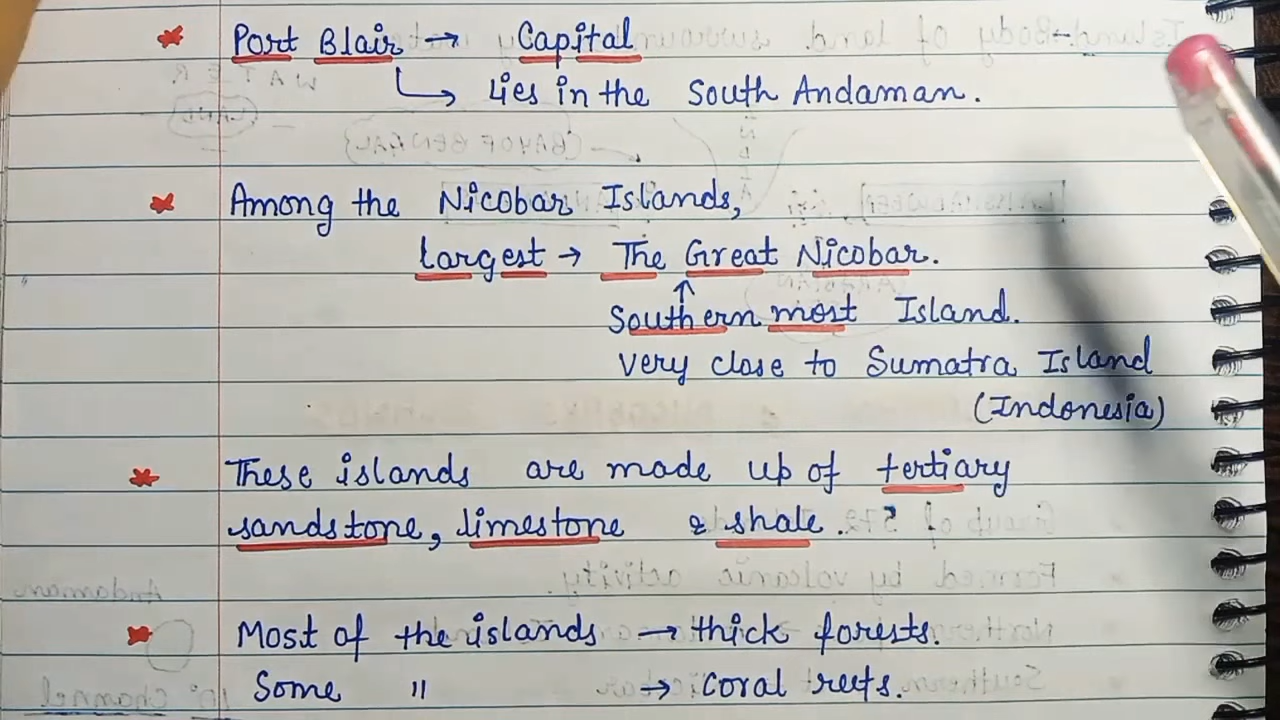 * Port Blair → Capital
↳ Lies in the South Andaman.
* Among the Nicobar Islands,
largest → The Great Nicobar.
↑
Southern most Island.
very close to Sumatra Island
(Indonesia)
* These islands are made up of tertiary
sandstone, limestone & shale.
* Most of the islands → thick forests.
Some " → coral reefs.